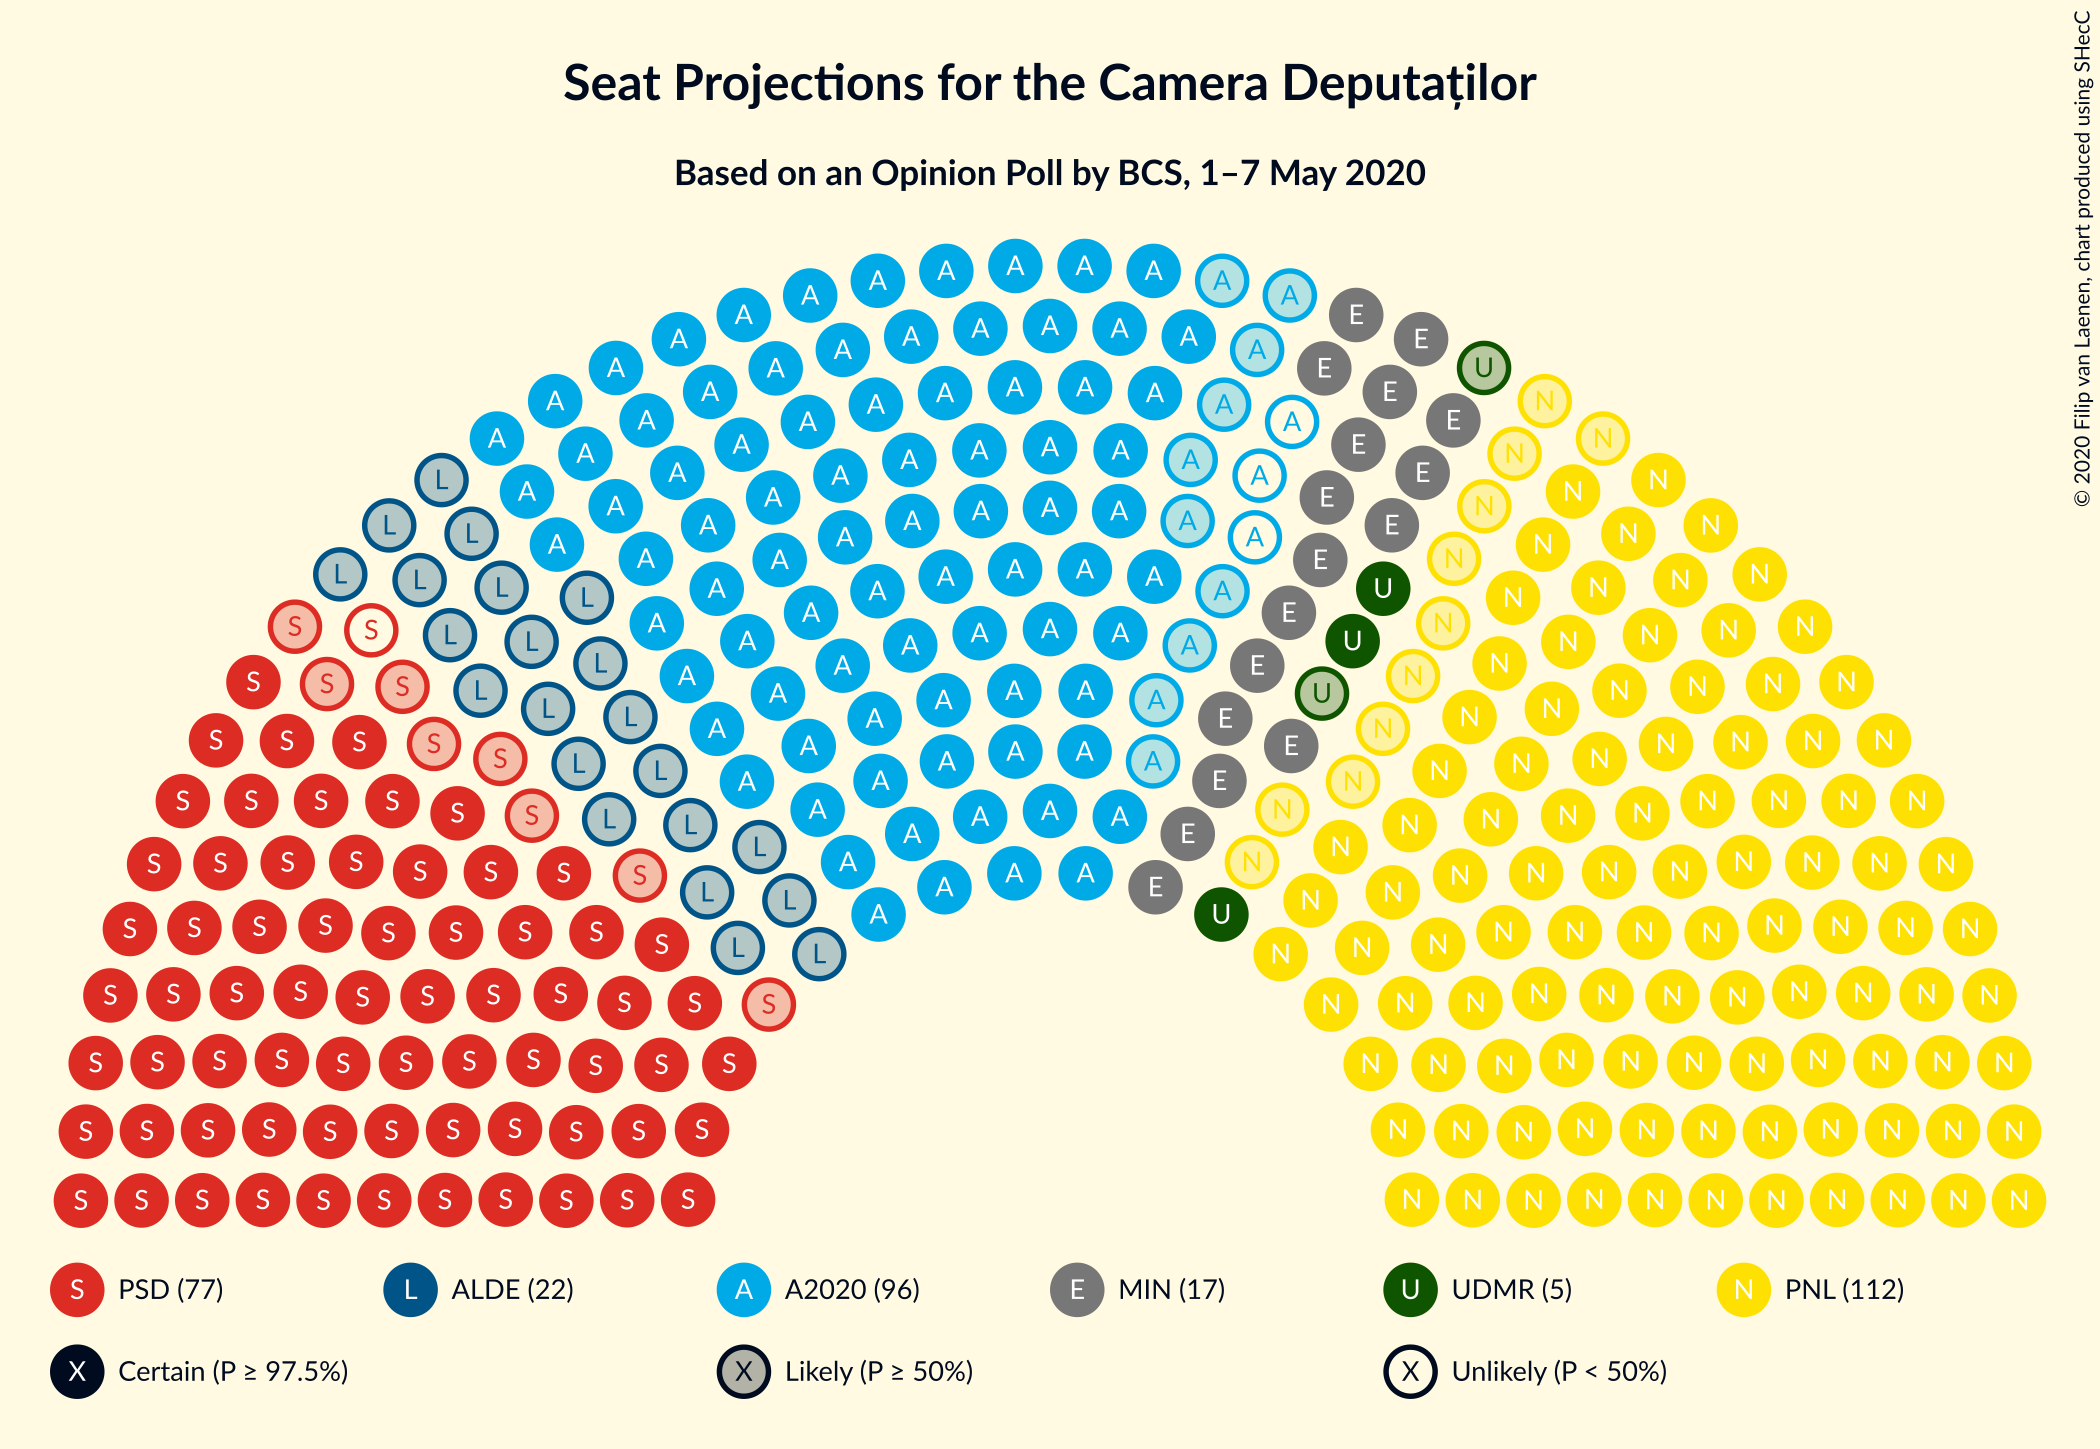 Seat Projections for the Camera Deputaților
Based on an Opinion Poll by BCS, 1–7 May 2020
© 2020 Filip van Laenen, chart produced using SHecC
S PSD (77)
L ALDE (22)
A A2020 (96)
E MIN (17)
U UDMR (5)
N PNL (112)
X Certain (P ≥ 97.5%)
X Likely (P ≥ 50%)
X Unlikely (P < 50%)